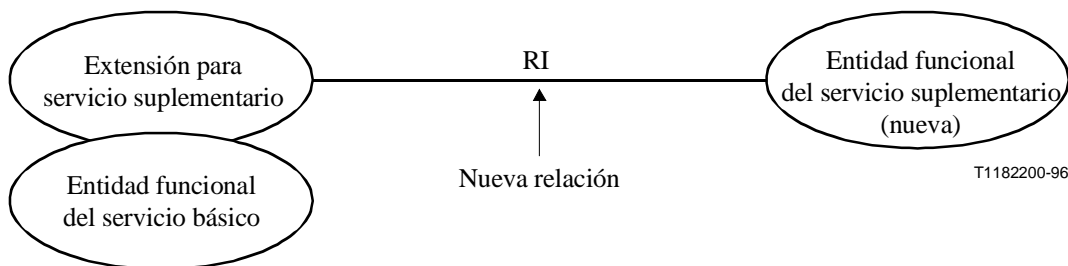 Extensión para
servicio suplementario
RI
Entidad funcional
del servicio suplementario
(nueva)
Entidad funcional
del servicio básico
Nueva relación
T1182200-96